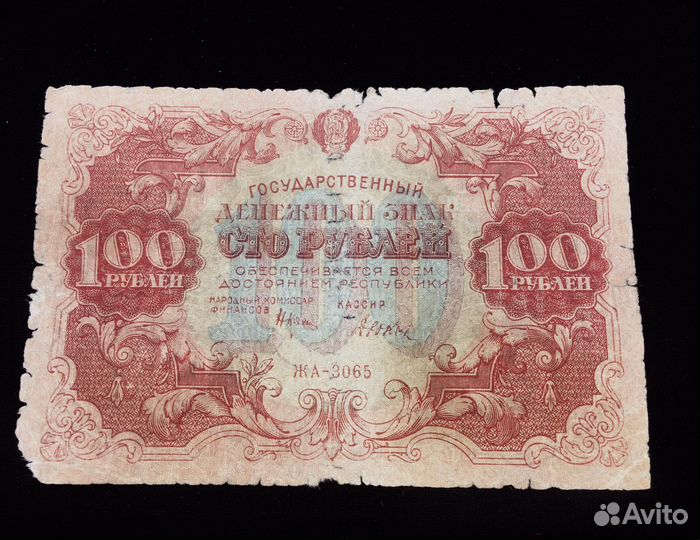 ГОСУДАРСТВЕННЫЙ
ДЕНЕЖНЫЙ ЗНАК
СТО РУБЛЕЙ
100
РУБЛЕЙ
100
100
РУБЛЕЙ
ОБЕСПЕЧИВАЕТСЯ ВСЕМ
ДОСТОЯНИЕМ РЕСПУБЛИКИ
НАРОДНЫЙ КОМИССАР
ФИНАНСОВ
КАССИР
ЖА-3065
Avito